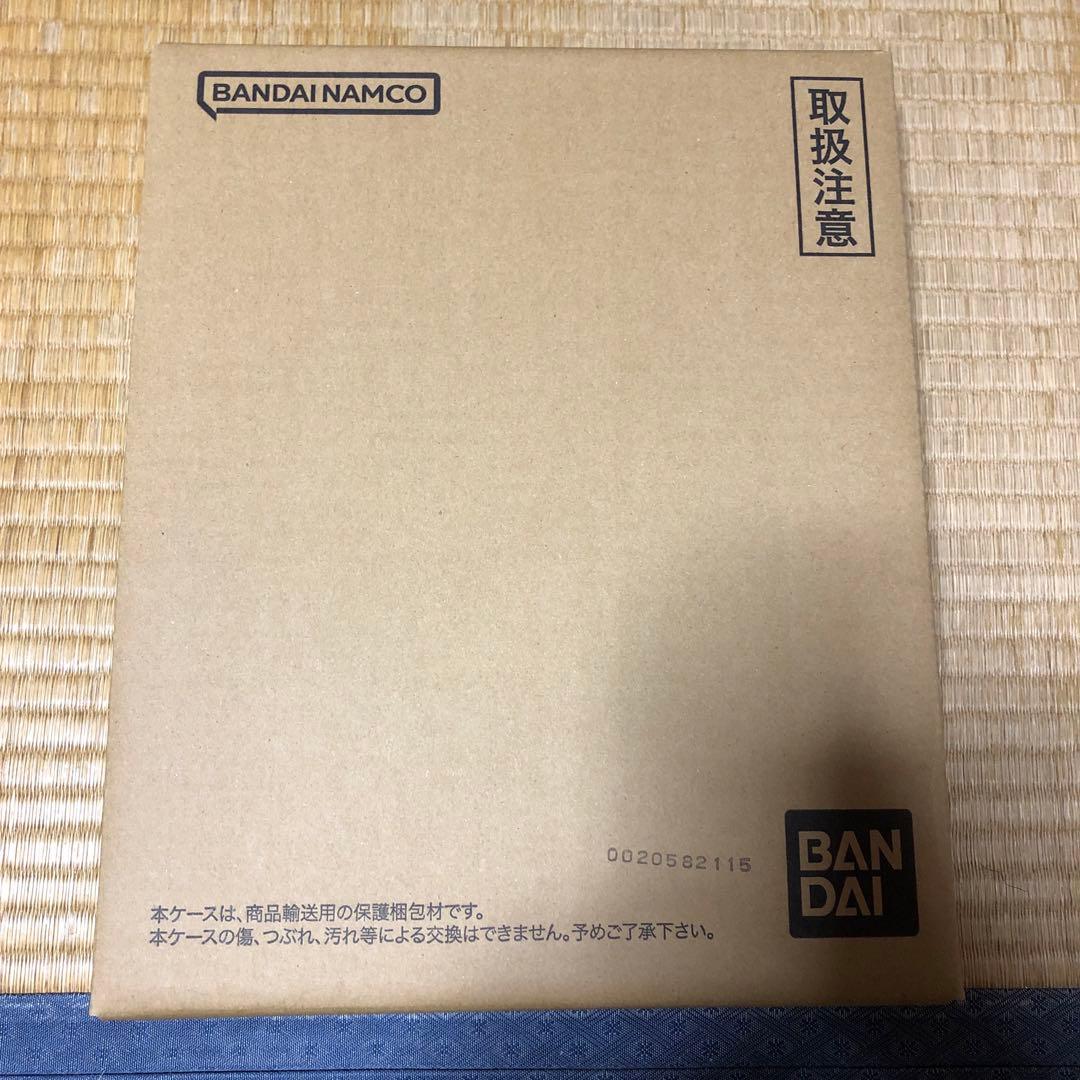 BANDAI NAMCO
取扱注意
0020582115
BAN
DAI
本ケースは、商品輸送用の保護梱包材です。
本ケースの傷、つぶれ、汚れ等による交換はできません。予めご了承下さい。